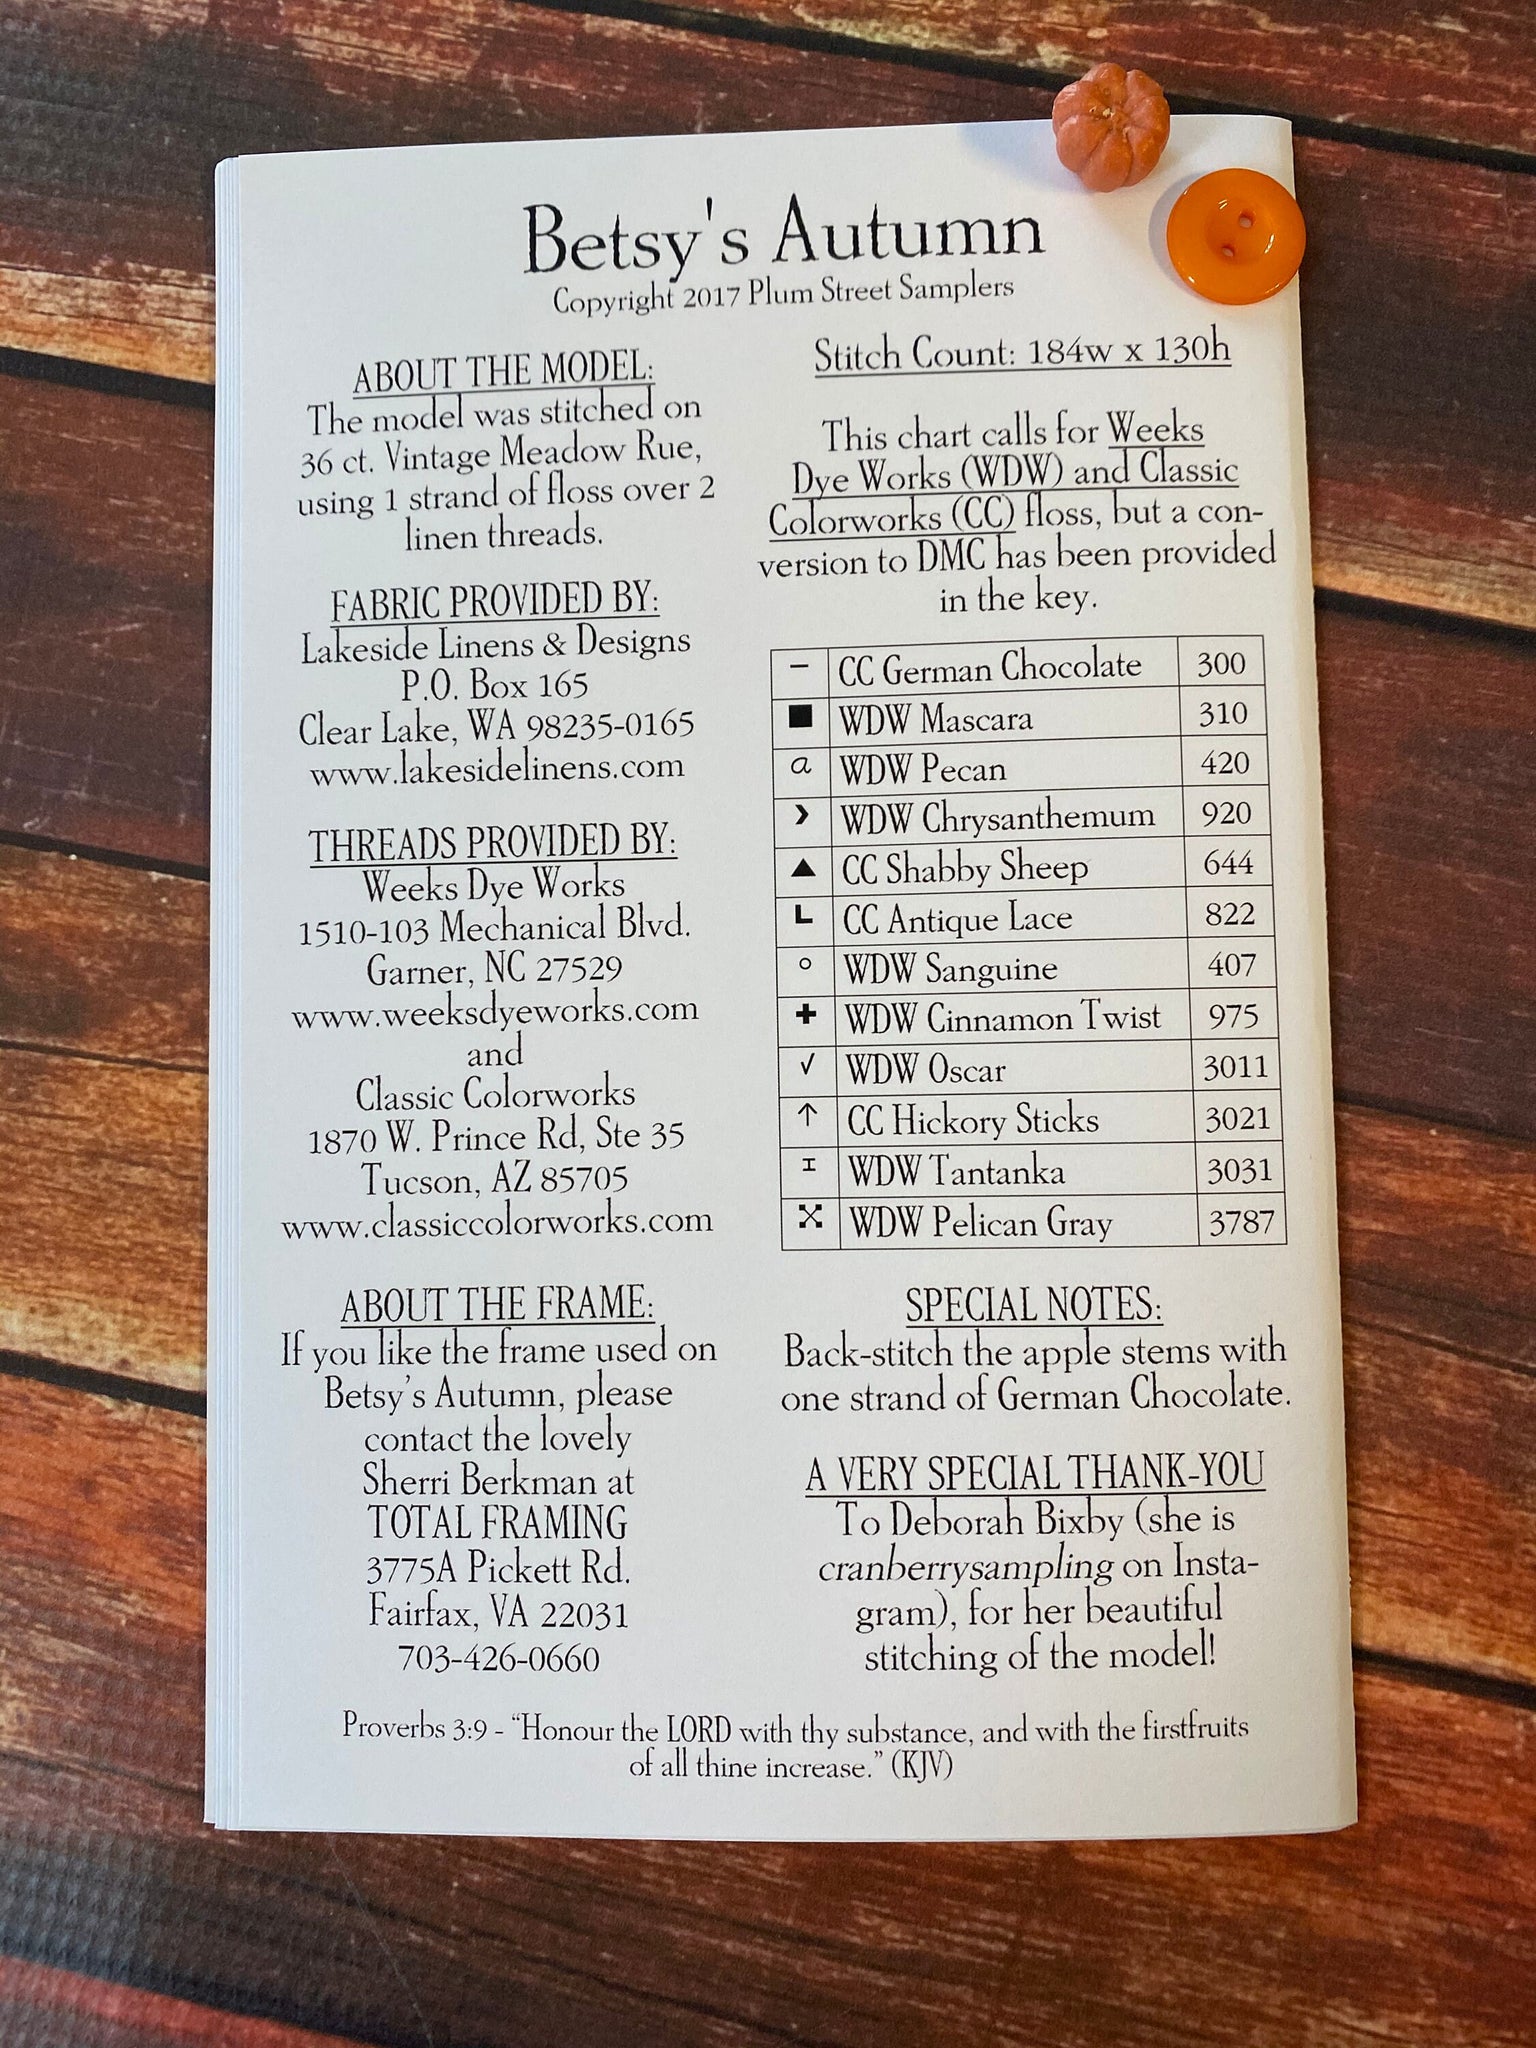 Betsy's Autumn
Copyright 2017 Plum Street Samplers
ABOUT THE MODEL:
The model was stitched on
36 ct. Vintage Meadow Rue,
using 1 strand of floss over 2
linen threads.
FABRIC PROVIDED BY:
Lakeside Linens & Designs
P.O. Box 165
Clear Lake, WA 98235-0165
www.lakesidelinens.com
THREADS PROVIDED BY:
Weeks Dye Works
1510-103 Mechanical Blvd.
Garner, NC 27529
www.weeksdyeworks.com
and
Classic Colorworks
1870 W. Prince Rd, Ste 35
Tucson, AZ 85705
www.classiccolorworks.com
ABOUT THE FRAME:
If you like the frame used on
Betsy's Autumn, please
contact the lovely
Sherri Berkman at
TOTAL FRAMING
3775A Pickett Rd.
Fairfax, VA 22031
703-426-0660
Stitch Count: 184w x 130h
This chart calls for Weeks
Dye Works (WDW) and Classic
Colorworks (CC) floss, but a con-
version to DMC has been provided
in the key.
– CC German Chocolate 300
■ WDW Mascara 310
a WDW Pecan 420
› WDW Chrysanthemum 920
▲ CC Shabby Sheep 644
L CC Antique Lace 822
○ WDW Sanguine 407
✚ WDW Cinnamon Twist 975
√ WDW Oscar 3011
↑ CC Hickory Sticks 3021
I WDW Tantanka 3031
WDW Pelican Gray 3787
SPECIAL NOTES:
Back-stitch the apple stems with
one strand of German Chocolate.
A VERY SPECIAL THANK-YOU
To Deborah Bixby (she is
cranberrysampling on Insta-
gram), for her beautiful
stitching of the model!
Proverbs 3:9 - "Honour the LORD with thy substance, and with the firstfruits
of all thine increase." (KJV)